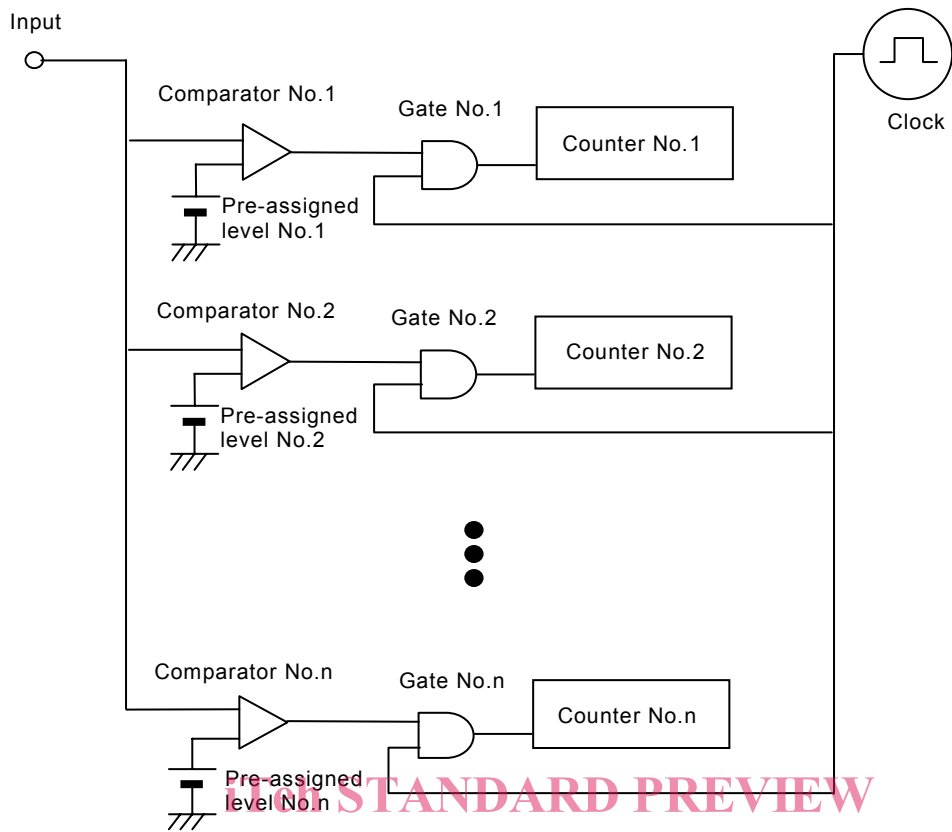 Input
Clock
Comparator No.1
Gate No.1
Counter No.1
Pre-assigned
level No.1
Comparator No.2
Gate No.2
Counter No.2
Pre-assigned
level No.2
Comparator No.n
Gate No.n
Counter No.n
Pre-assigned
level No.n
iTeh STANDARD PREVIEW